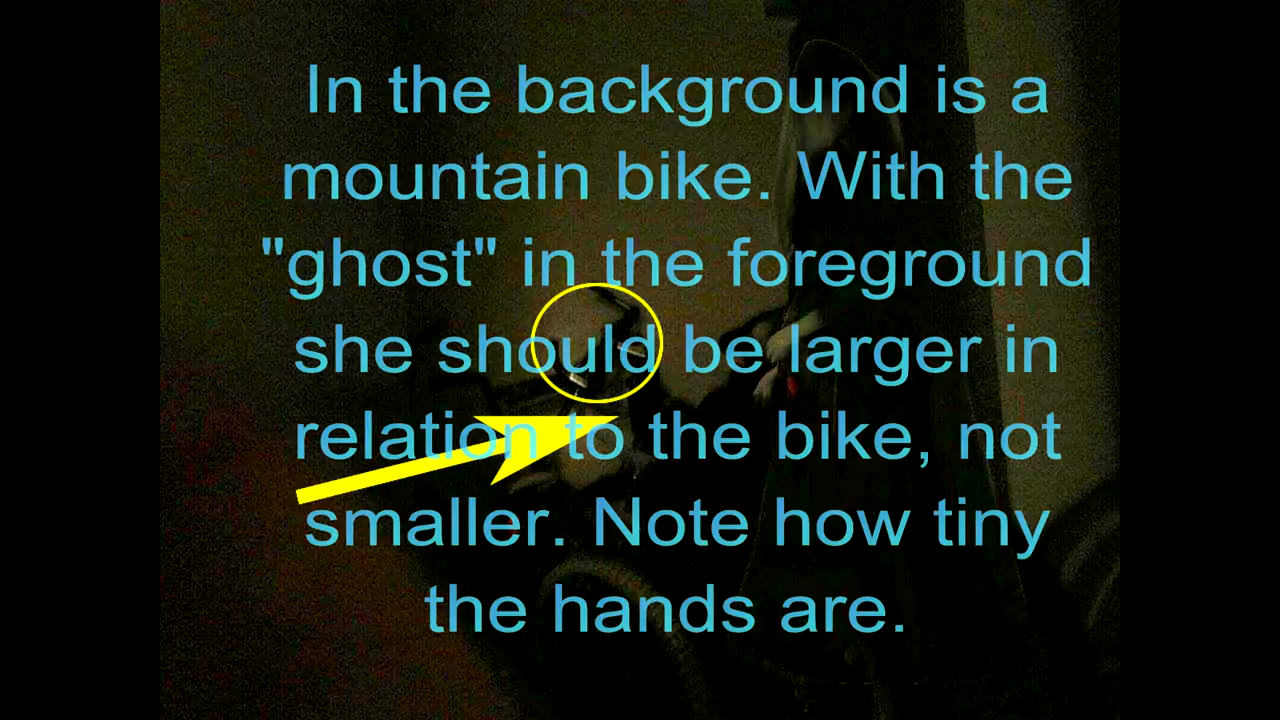 In the background is a
mountain bike. With the
"ghost" in the foreground
she should be larger in
relation to the bike, not
smaller. Note how tiny
the hands are.